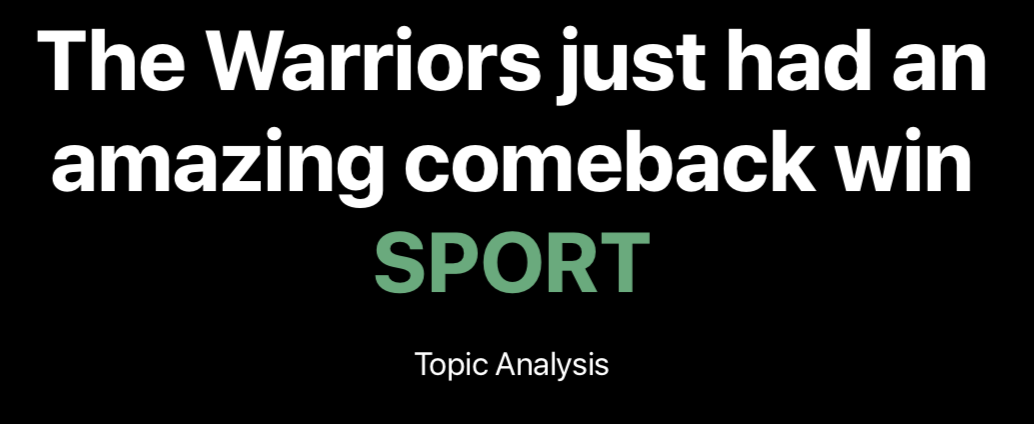 The Warriors just had an
amazing comeback win
SPORT
Topic Analysis